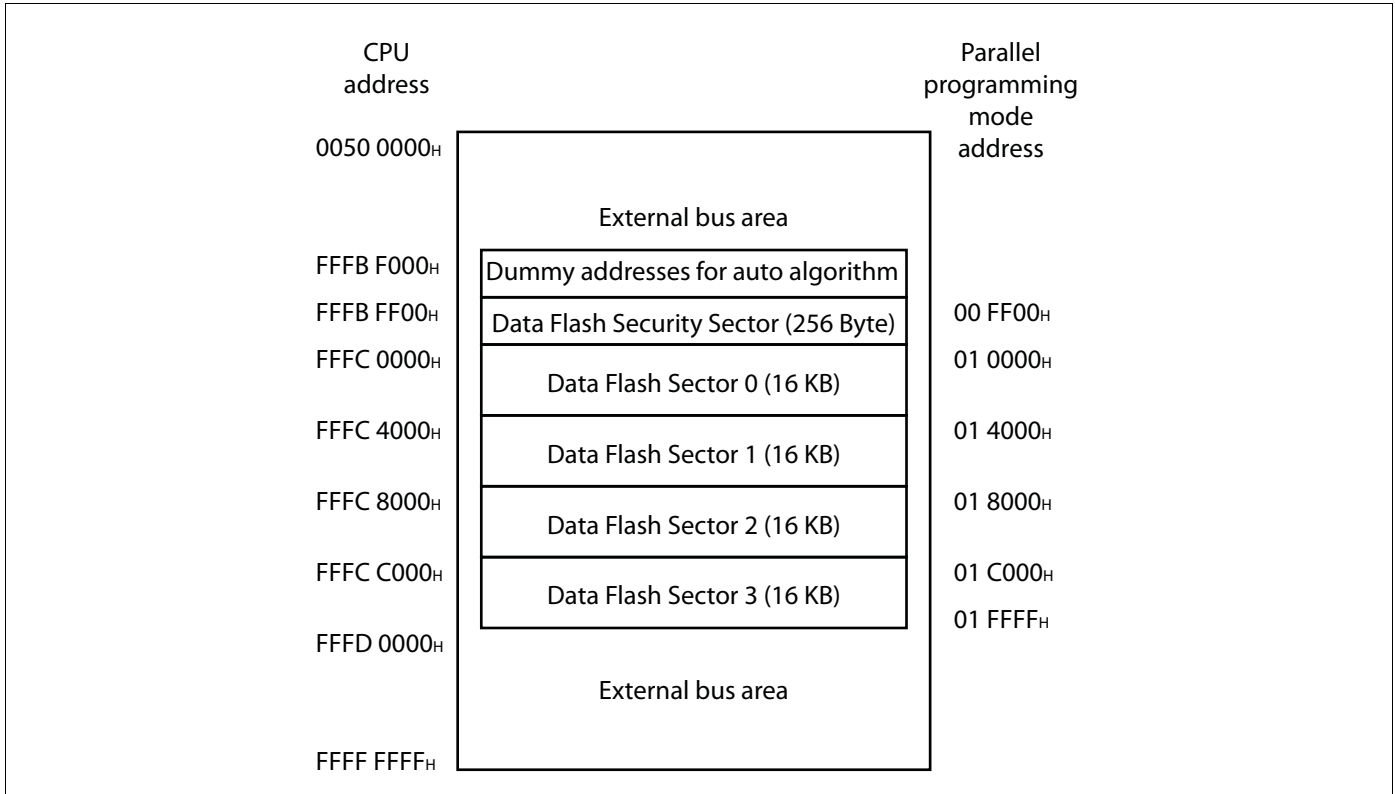 CPU
address
Parallel
programming
mode
address
0050 0000H
External bus area
FFFB F000H
Dummy addresses for auto algorithm
FFFB FF00H
Data Flash Security Sector (256 Byte)
00 FF00H
FFFC 0000H
Data Flash Sector 0 (16 KB)
01 0000H
FFFC 4000H
Data Flash Sector 1 (16 KB)
01 4000H
FFFC 8000H
Data Flash Sector 2 (16 KB)
01 8000H
FFFC C000H
Data Flash Sector 3 (16 KB)
01 C000H
01 FFFFH
FFFD 0000H
External bus area
FFFF FFFFH